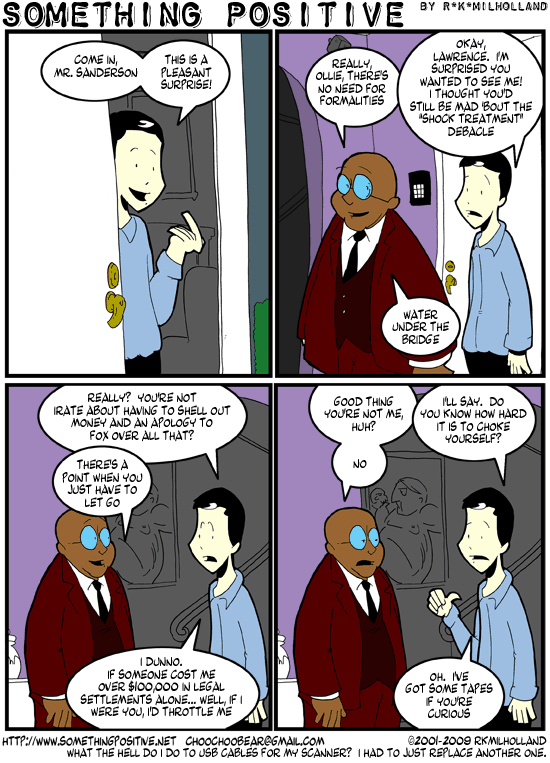 SOMETHING POSITIVE BY R*K*MILHOLLAND
COME IN,
MR. SANDERSON
THIS IS A
PLEASANT
SURPRISE!
REALLY,
OLLIE, THERE'S
NO NEED FOR
FORMALITIES
OKAY,
LAWRENCE. I'M
SURPRISED YOU
WANTED TO SEE ME!
I THOUGHT YOU'D
STILL BE MAD 'BOUT THE
"SHOCK TREATMENT"
DEBACLE
WATER
UNDER THE
BRIDGE
REALLY? YOU'RE NOT
IRATE ABOUT HAVING TO SHELL OUT
MONEY AND AN APOLOGY TO
FOX OVER ALL THAT?
THERE'S A
POINT WHEN YOU
JUST HAVE TO
LET GO
I DUNNO.
IF SOMEONE COST ME
OVER $100,000 IN LEGAL
SETTLEMENTS ALONE... WELL, IF I
WERE YOU, I'D THROTTLE ME
GOOD THING
YOU'RE NOT ME,
HUH?
NO
I'LL SAY. DO
YOU KNOW HOW HARD
IT IS TO CHOKE
YOURSELF?
OH. I'VE
GOT SOME TAPES
IF YOU'RE
CURIOUS
HTTP://WWW.SOMETHINGPOSITIVE.NET CHOOCHOOBEAR@GMAIL.COM ©2001-2009 RKMILHOLLAND
WHAT THE HELL DO I DO TO USB CABLES FOR MY SCANNER? I HAD TO JUST REPLACE ANOTHER ONE.